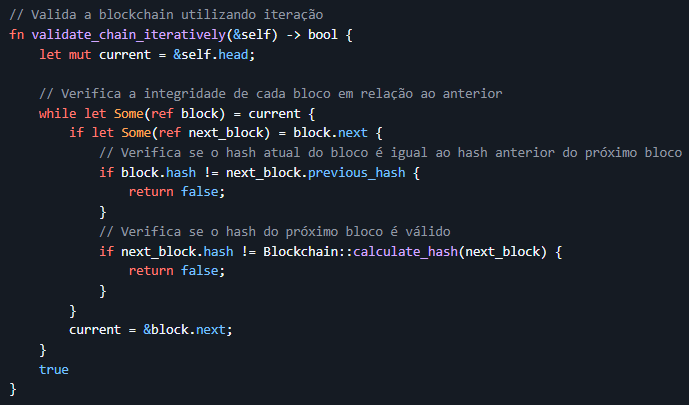 // Valida a blockchain utilizando iteração
fn validate_chain_iteratively(&self) -> bool {
    let mut current = &self.head;

    // Verifica a integridade de cada bloco em relação ao anterior
    while let Some(ref block) = current {
        if let Some(ref next_block) = block.next {
            // Verifica se o hash atual do bloco é igual ao hash anterior do próximo bloco
            if block.hash != next_block.previous_hash {
                return false;
            }
            // Verifica se o hash do próximo bloco é válido
            if next_block.hash != Blockchain::calculate_hash(next_block) {
                return false;
            }
        }
        current = &block.next;
    }
    true
}